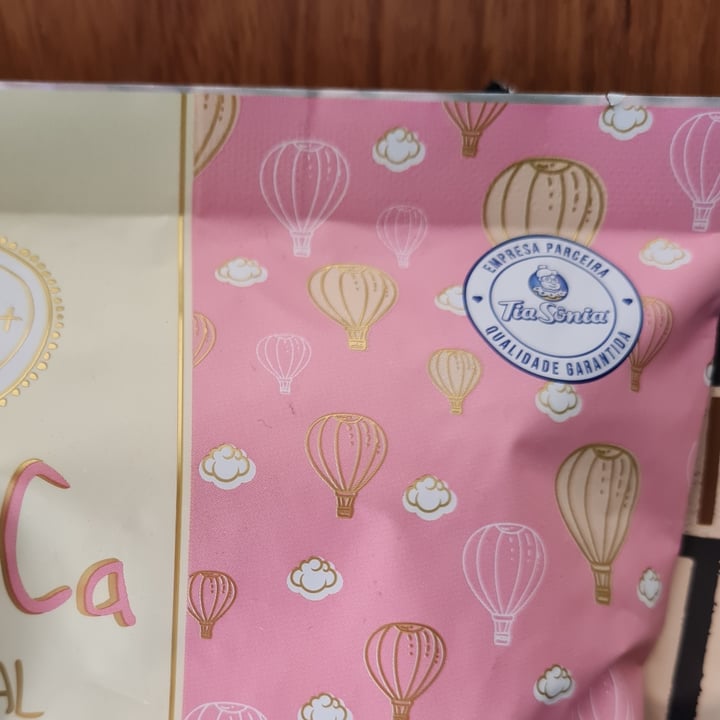 EMPRESA PARCEIRA
Tia Sônia
QUALIDADE GARANTIDA
Ca
AL